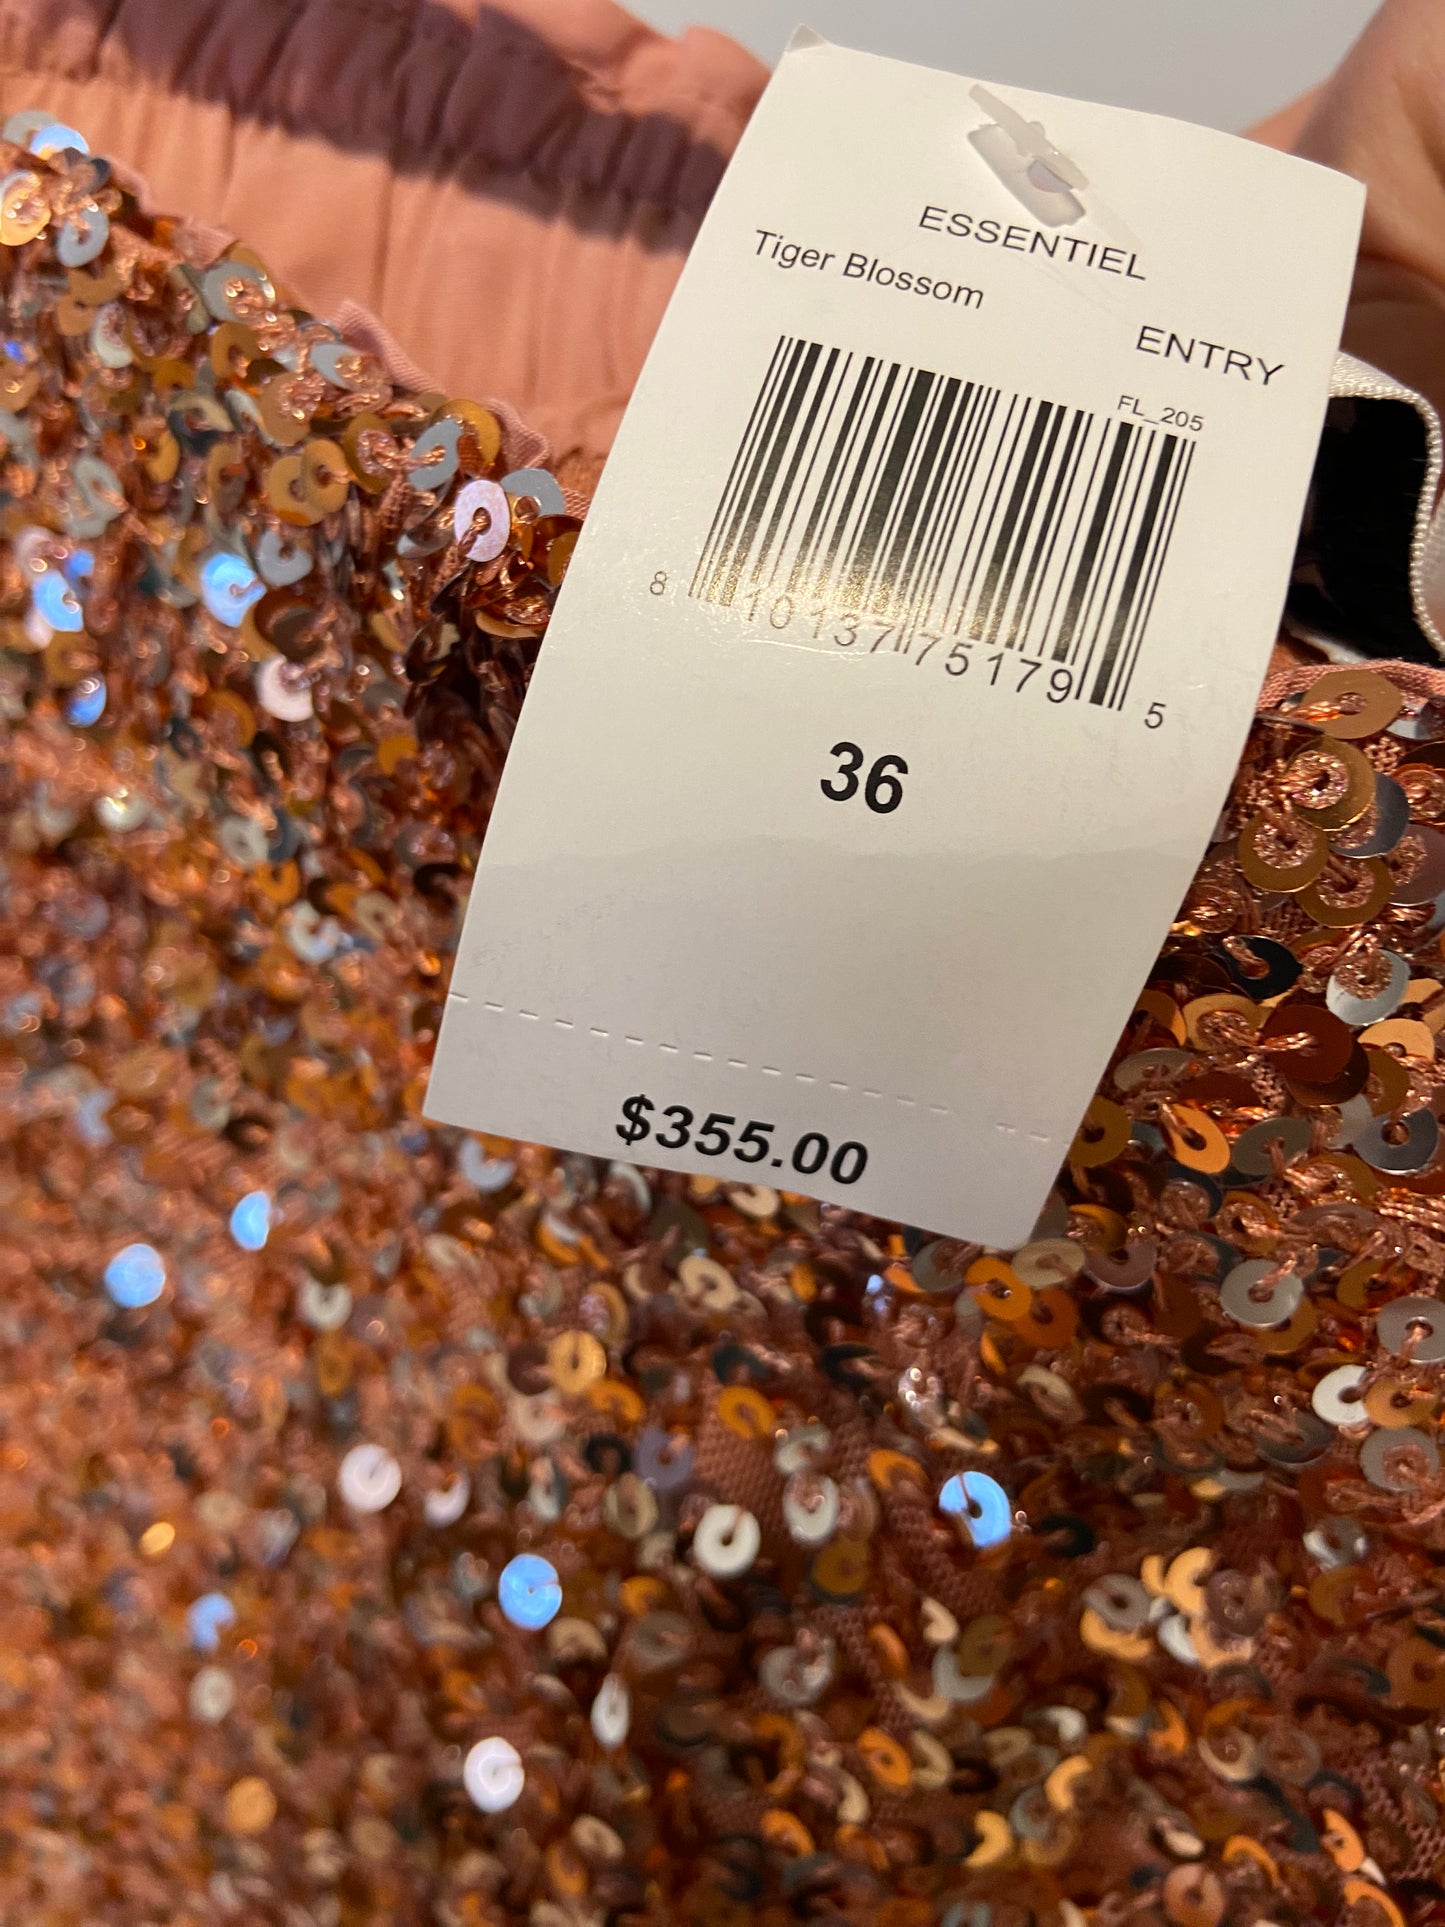 ESSENTIEL
Tiger Blossom
ENTRY
FL_205
8 10137 75179 5
36
$355.00